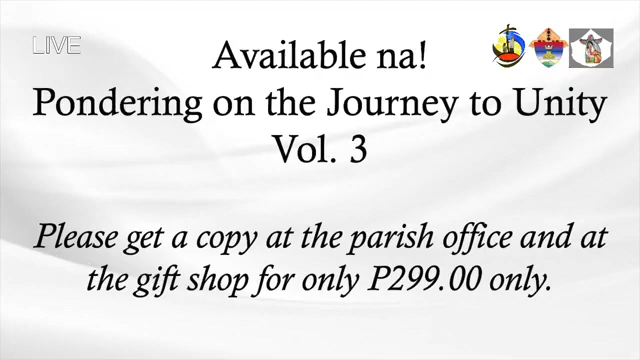 LIVE
Available na!
Pondering on the Journey to Unity
Vol. 3
Please get a copy at the parish office and at
the gift shop for only P299.00 only.